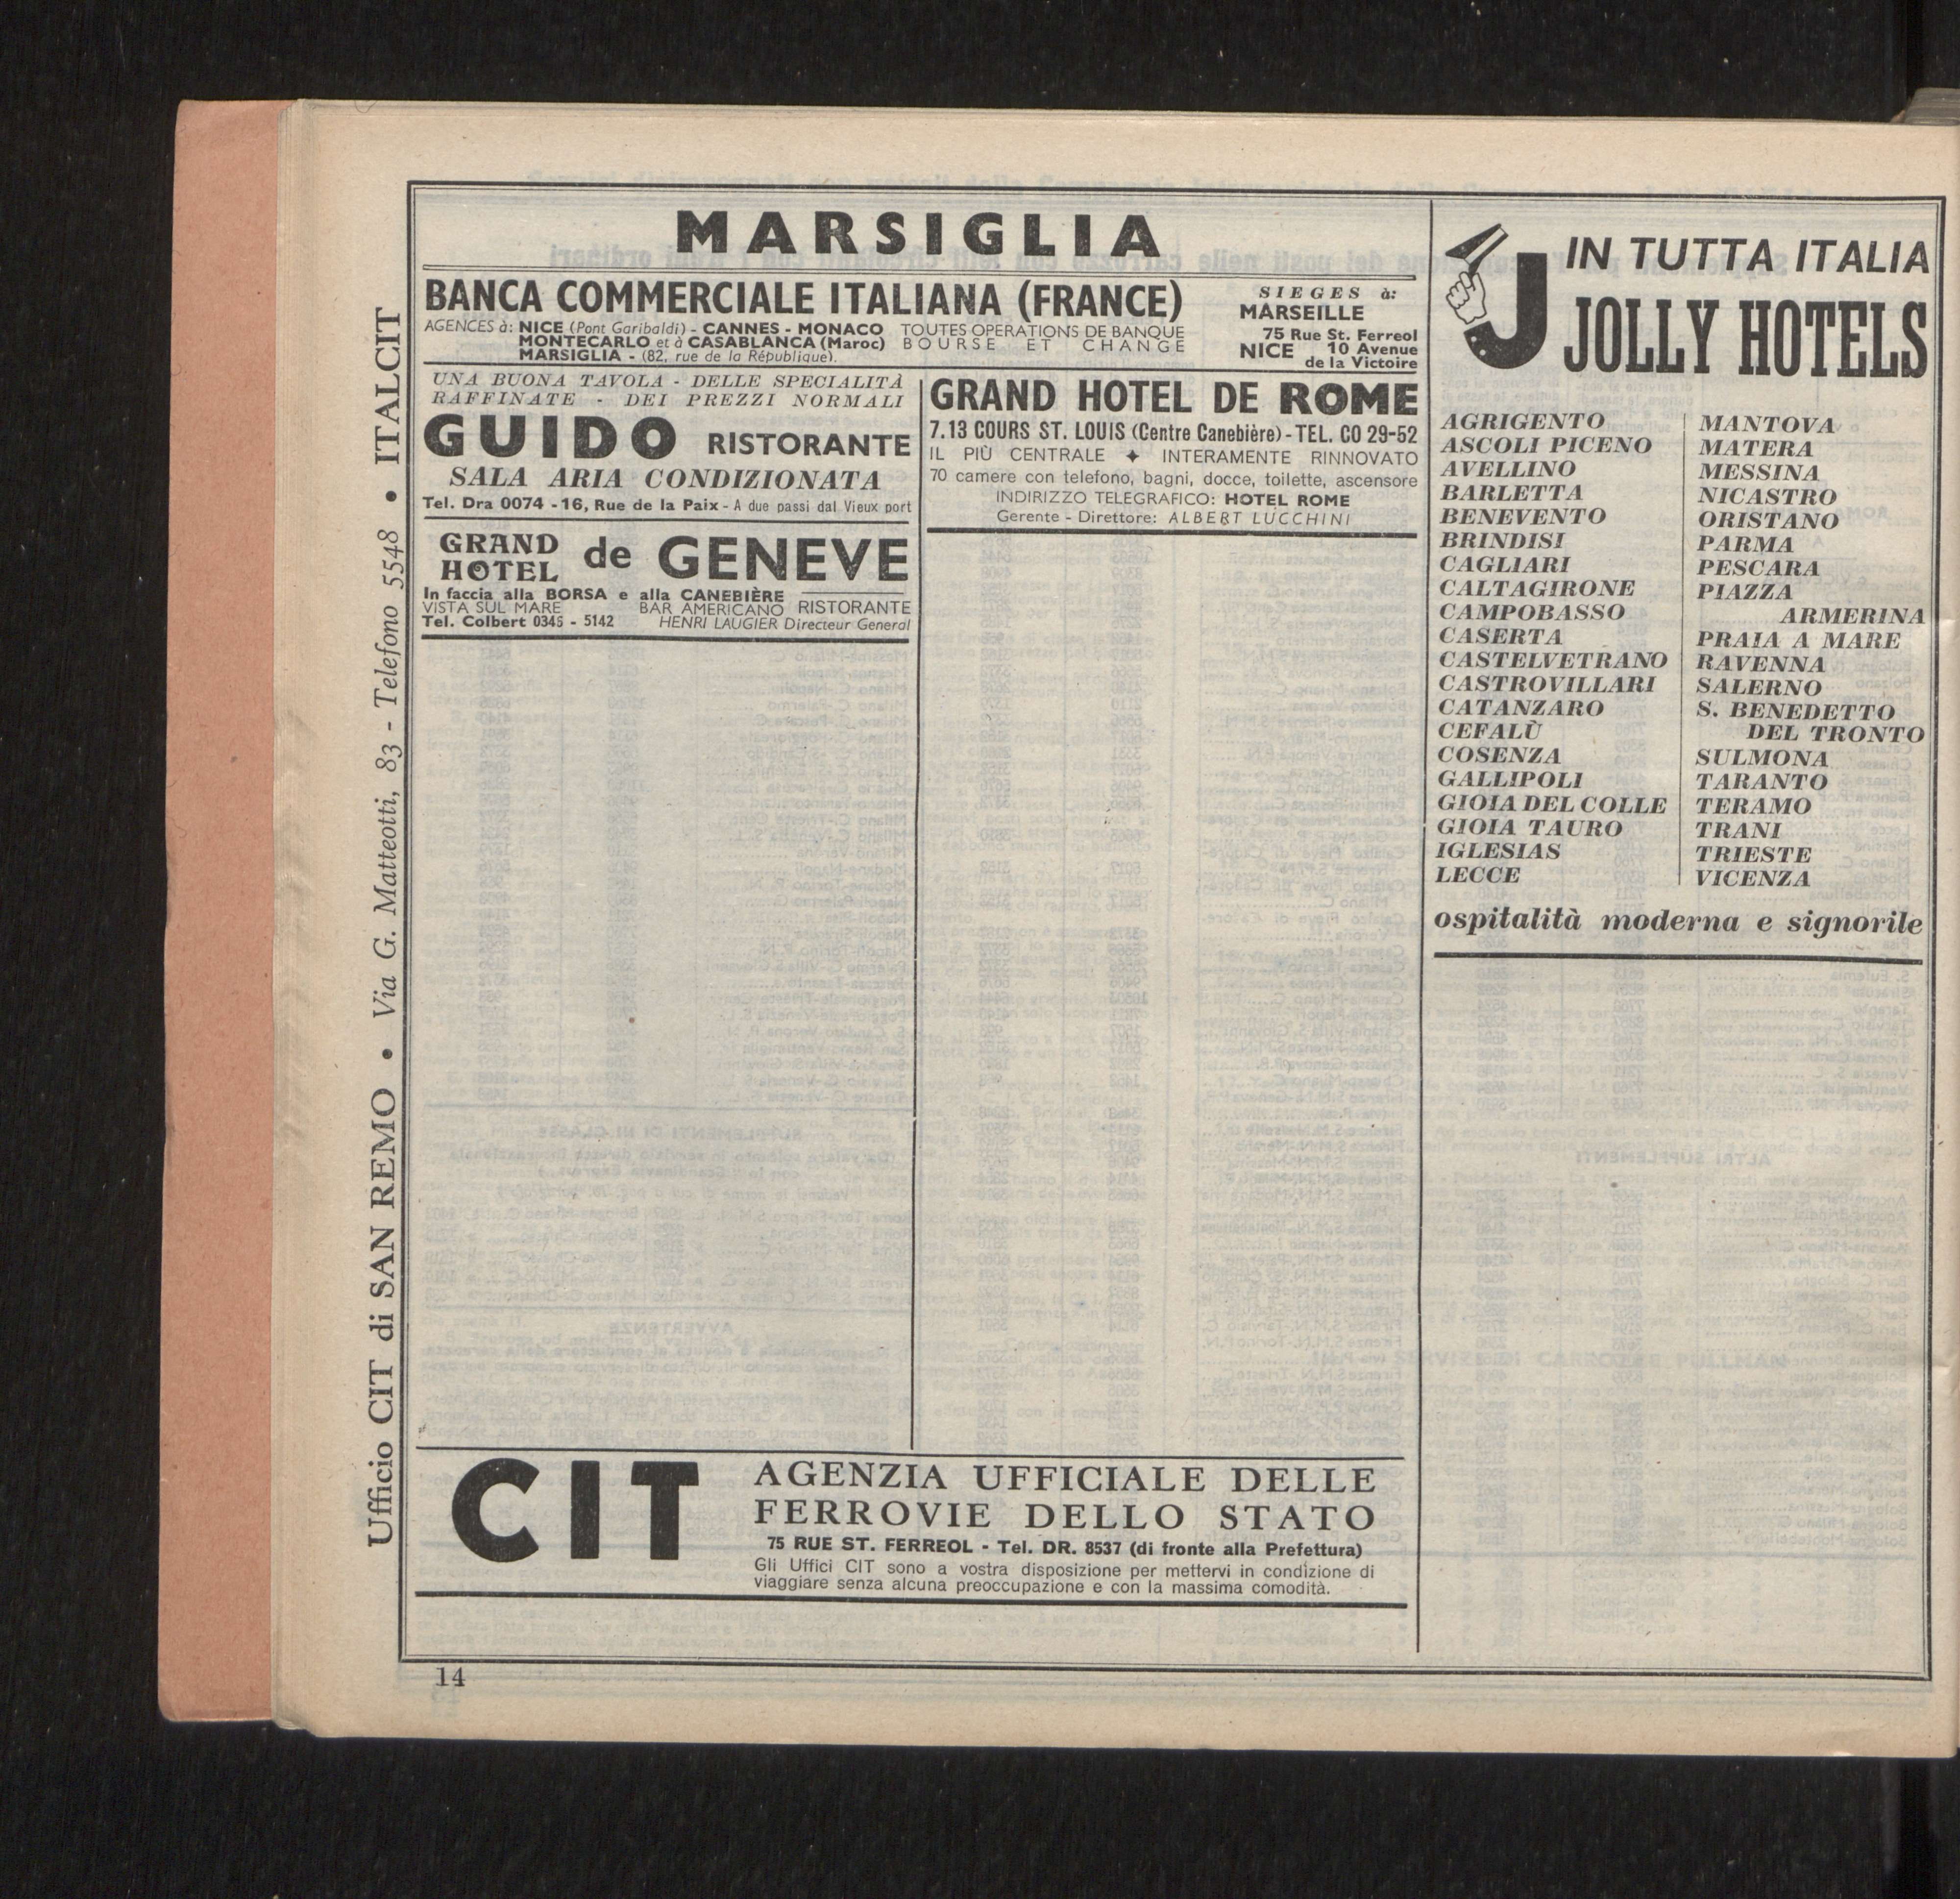 Ufficio CIT di SAN REMO • Via G. Matteotti, 83 - Telefono 5548 • ITALCIT
MARSIGLIA
BANCA COMMERCIALE ITALIANA (FRANCE)
AGENCES à: NICE (Pont Garibaldi) - CANNES - MONACO
MONTECARLO et à CASABLANCA (Maroc)
MARSIGLIA - (82, rue de la République).
TOUTES OPERATIONS DE BANQUE
BOURSE ET CHANGE
SIEGES à:
MARSEILLE
75 Rue St. Ferreol
NICE 10 Avenue
de la Victoire
UNA BUONA TAVOLA - DELLE SPECIALITÀ
RAFFINATE - DEI PREZZI NORMALI
GUIDO RISTORANTE
SALA ARIA CONDIZIONATA
Tel. Dra 0074 - 16, Rue de la Paix - A due passi dal Vieux port
GRAND HOTEL DE ROME
7.13 COURS ST. LOUIS (Centre Canebière) - TEL. CO 29-52
IL PIÙ CENTRALE ✦ INTERAMENTE RINNOVATO
70 camere con telefono, bagni, docce, toilette, ascensore
INDIRIZZO TELEGRAFICO: HOTEL ROME
Gerente - Direttore: ALBERT LUCCHINI
GRAND
HOTEL de GENEVE
In faccia alla BORSA e alla CANEBIÈRE
VISTA SUL MARE BAR AMERICANO RISTORANTE
Tel. Colbert 0346 - 5142 HENRI LAUGIER Directeur General
CIT
AGENZIA UFFICIALE DELLE
FERROVIE DELLO STATO
75 RUE ST. FERREOL - Tel. DR. 8537 (di fronte alla Prefettura)
Gli Uffici CIT sono a vostra disposizione per mettervi in condizione di
viaggiare senza alcuna preoccupazione e con la massima comodità.
J IN TUTTA ITALIA
JOLLY HOTELS
AGRIGENTO
ASCOLI PICENO
AVELLINO
BARLETTA
BENEVENTO
BRINDISI
CAGLIARI
CALTAGIRONE
CAMPOBASSO
CASERTA
CASTELVETRANO
CASTROVILLARI
CATANZARO
CEFALÙ
COSENZA
GALLIPOLI
GIOIA DEL COLLE
GIOIA TAURO
IGLESIAS
LECCE
MANTOVA
MATERA
MESSINA
NICASTRO
ORISTANO
PARMA
PESCARA
PIAZZA
ARMERINA
PRAIA A MARE
RAVENNA
SALERNO
S. BENEDETTO
DEL TRONTO
SULMONA
TARANTO
TERAMO
TRANI
TRIESTE
VICENZA
ospitalità moderna e signorile
14